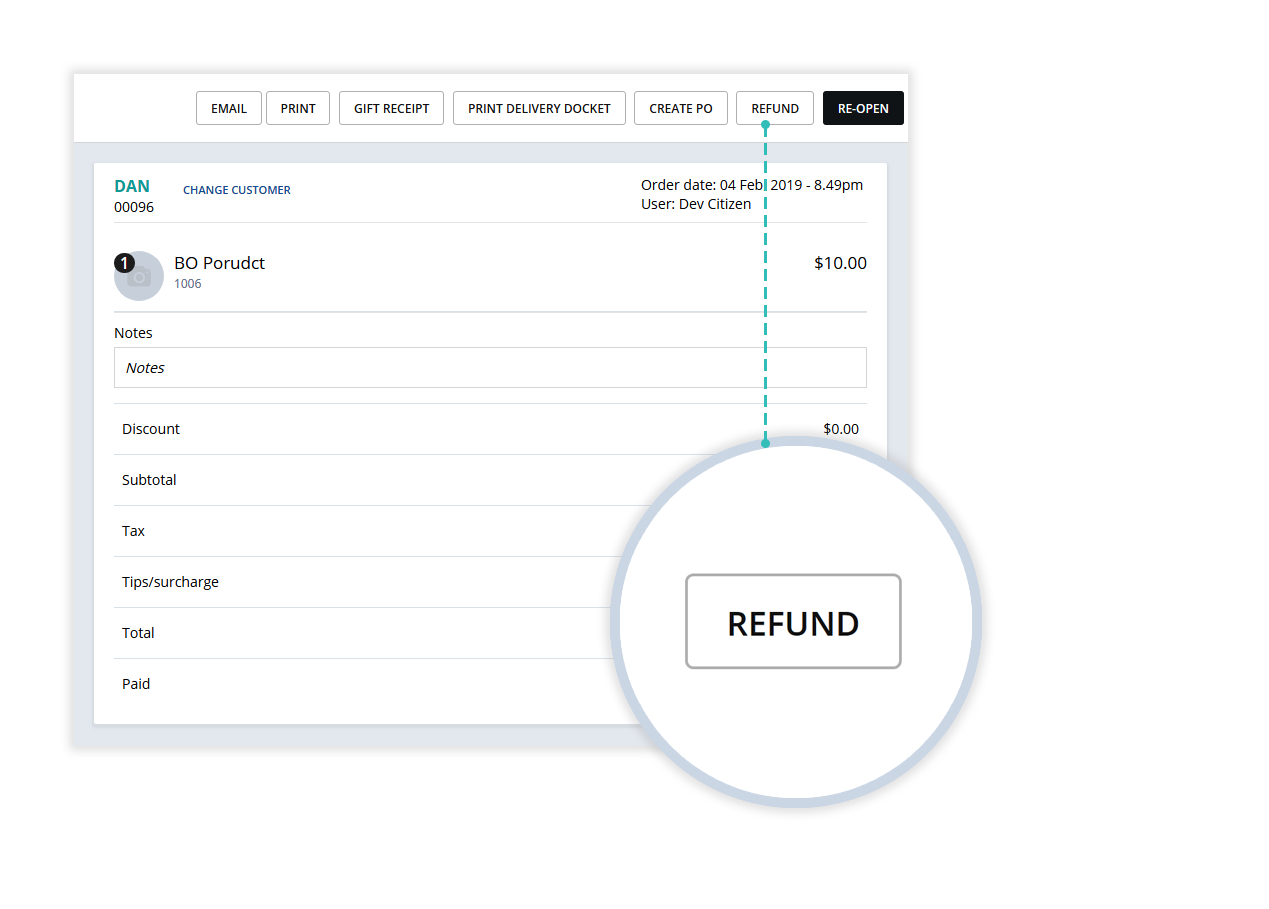 EMAIL PRINT GIFT RECEIPT PRINT DELIVERY DOCKET CREATE PO REFUND RE-OPEN
DAN CHANGE CUSTOMER Order date: 04 Feb 2019 - 8.49pm
00096 User: Dev Citizen
1 BO Porudct $10.00
1006
Notes
Notes
Discount $0.00
Subtotal
Tax
Tips/surcharge
REFUND
Total
Paid